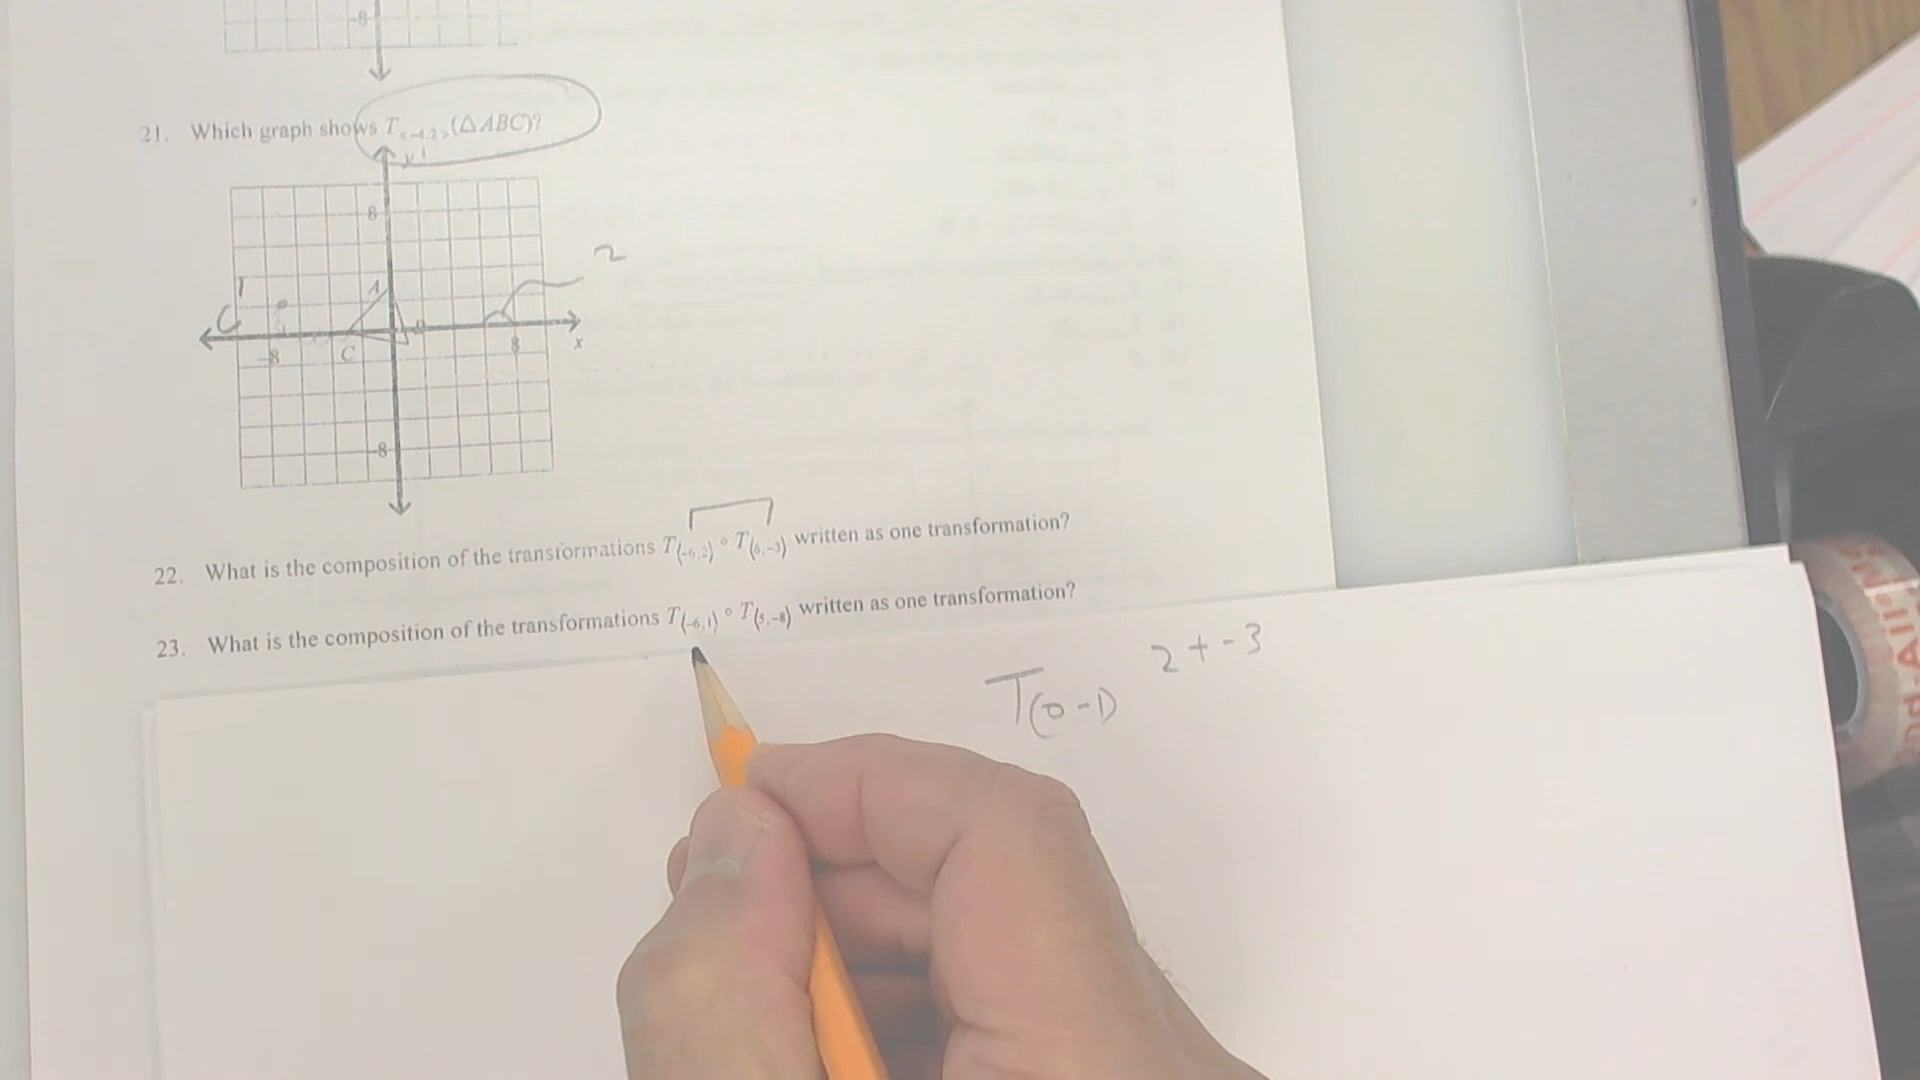 -8
21. Which graph shows T<-4,2>(△ABC)?
y
8
2
A
C
B
-8
C
8
x
-8
22. What is the composition of the transformations T(-6,2) ∘ T(6,-3) written as one transformation?
23. What is the composition of the transformations T(-6,1) ∘ T(5,-8) written as one transformation?
2 + -3
T(0 -1)